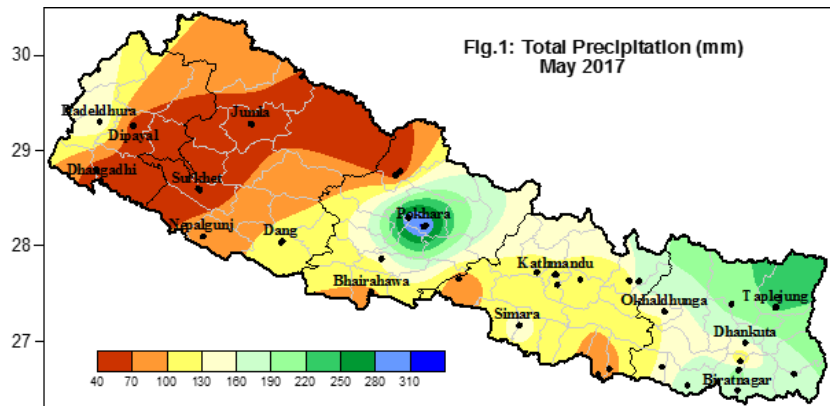 Fig.1: Total Precipitation (mm)
May 2017
30
29
28
27
Dadeldhura
Dipayal
Jumla
Dhangadhi
Surkhet
Nepalgunj
Dang
Pokhara
Bhairahawa
Kathmandu
Simara
Okhaldhunga
Taplejung
Dhankuta
Biratnagar
40 70 100 130 160 190 220 250 280 310